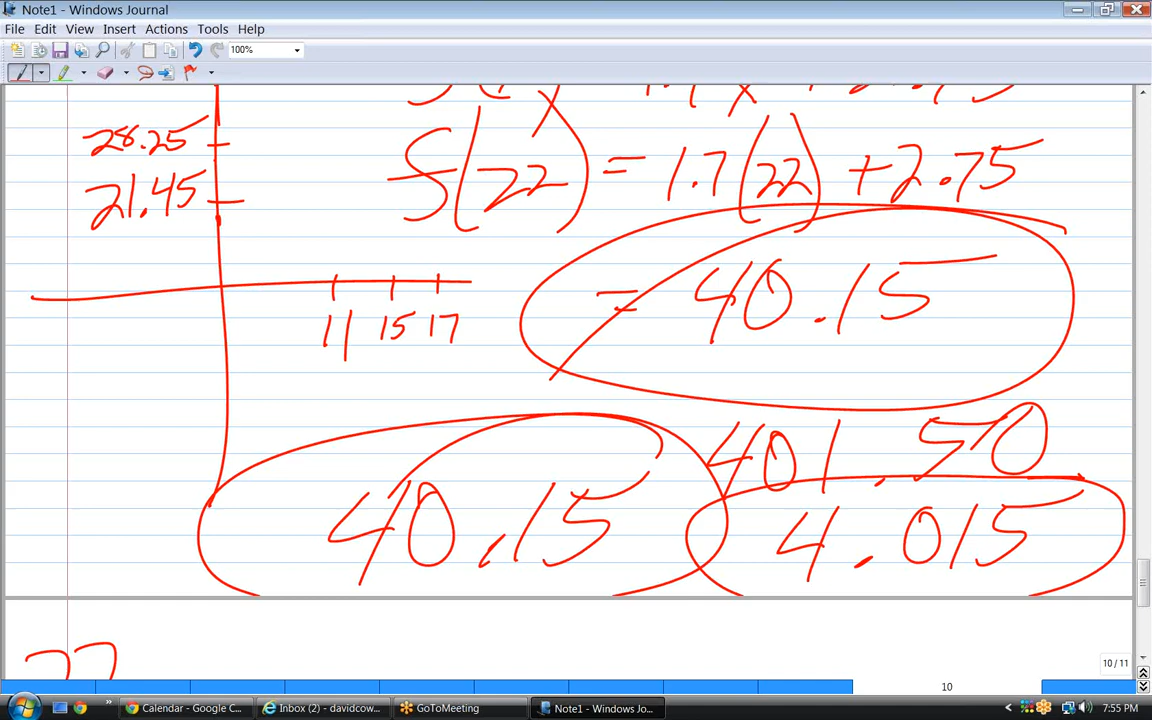 Note1 - Windows Journal
File Edit View Insert Actions Tools Help
100%
28.25
21.45
S(22) = 1.7(22) + 2.75
= 40.15
11 15 17
401.50
40.15
4.015
22
10 / 11
10
Calendar - Google C...
Inbox (0) - davidcow...
GoToMeeting
Note1 - Windows Jo...
7:55 PM